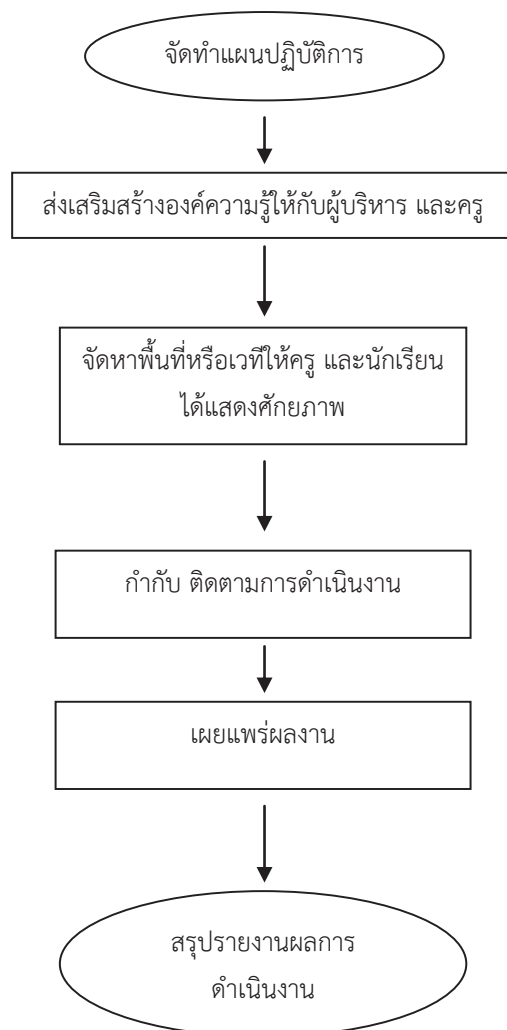 จัดทำแผนปฏิบัติการ
ส่งเสริมสร้างองค์ความรู้ให้กับผู้บริหาร และครู
จัดหาพื้นที่หรือเวทีให้ครู และนักเรียน
ได้แสดงศักยภาพ
กำกับ ติดตามการดำเนินงาน
เผยแพร่ผลงาน
สรุปรายงานผลการ
ดำเนินงาน